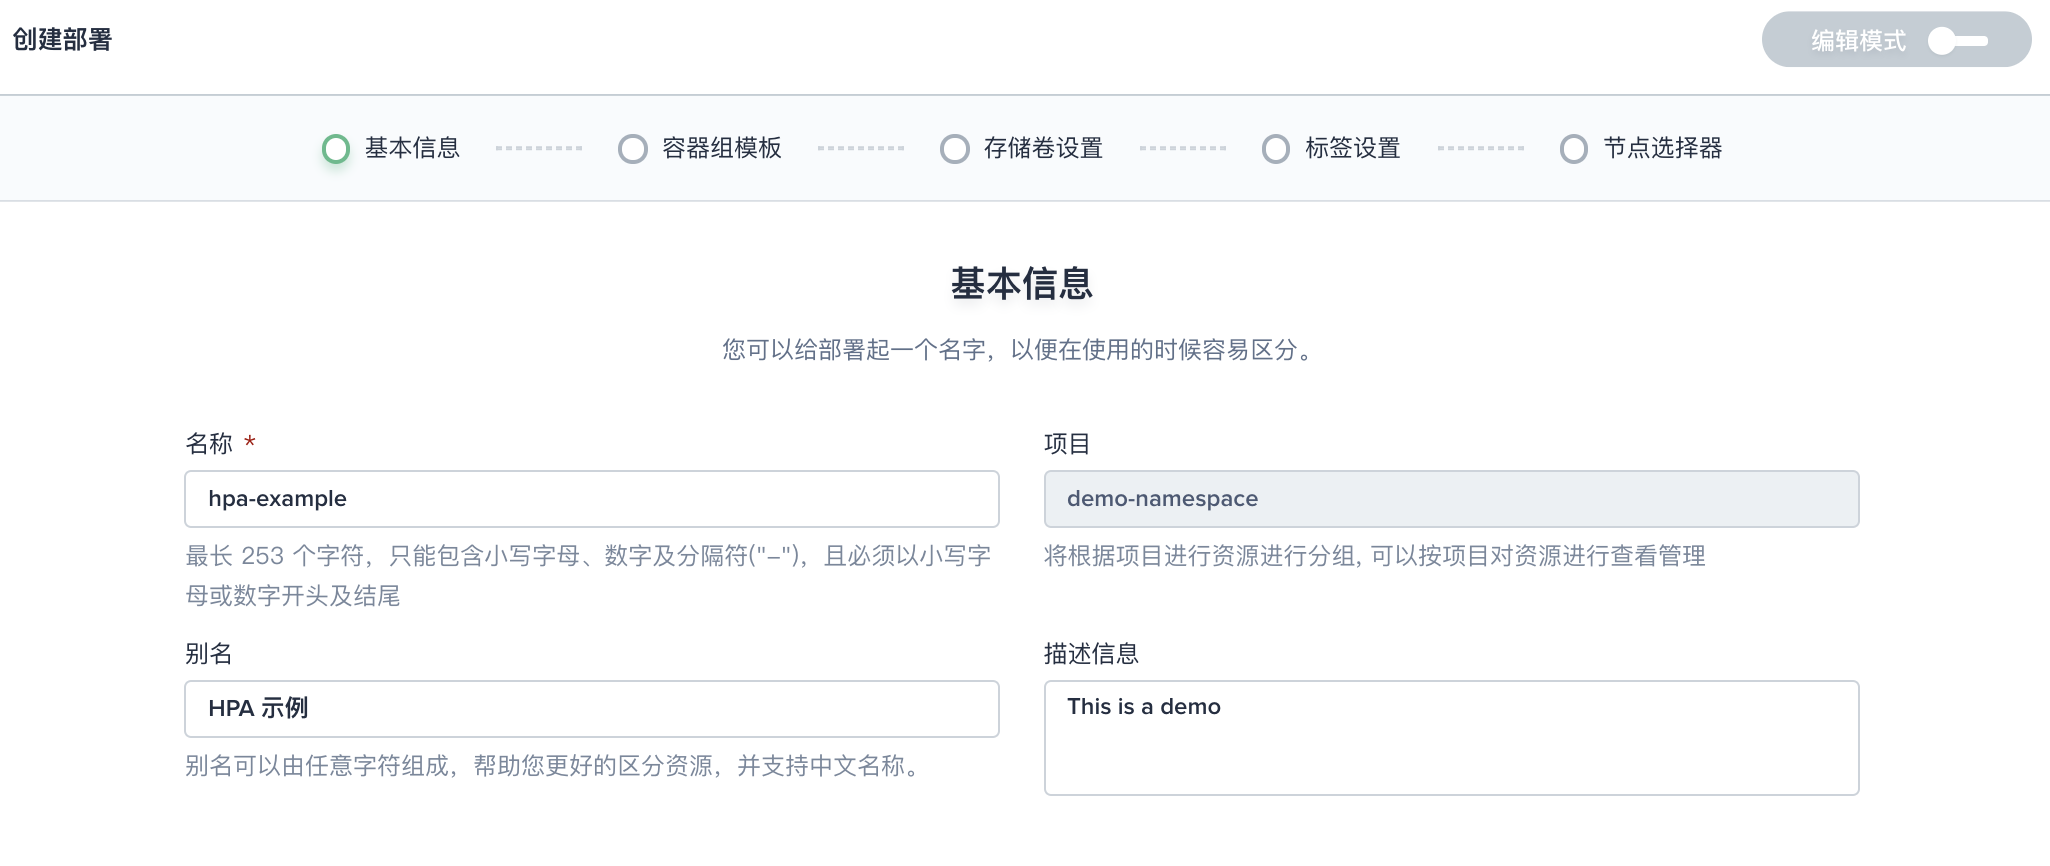 创建部署
编辑模式
基本信息
容器组模板
存储卷设置
标签设置
节点选择器
基本信息
您可以给部署起一个名字，以便在使用的时候容易区分。
名称 *
项目
hpa-example
demo-namespace
最长 253 个字符，只能包含小写字母、数字及分隔符("-")，且必须以小写字
母或数字开头及结尾
将根据项目进行资源进行分组, 可以按项目对资源进行查看管理
别名
描述信息
HPA 示例
This is a demo
别名可以由任意字符组成，帮助您更好的区分资源，并支持中文名称。